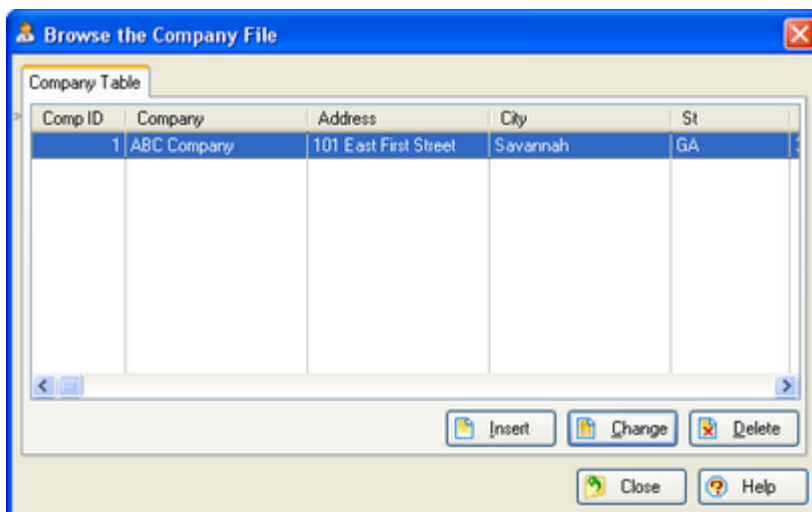 Browse the Company File
Company Table
Comp ID Company Address City St
1 ABC Company 101 East First Street Savannah GA
Insert Change Delete
Close Help